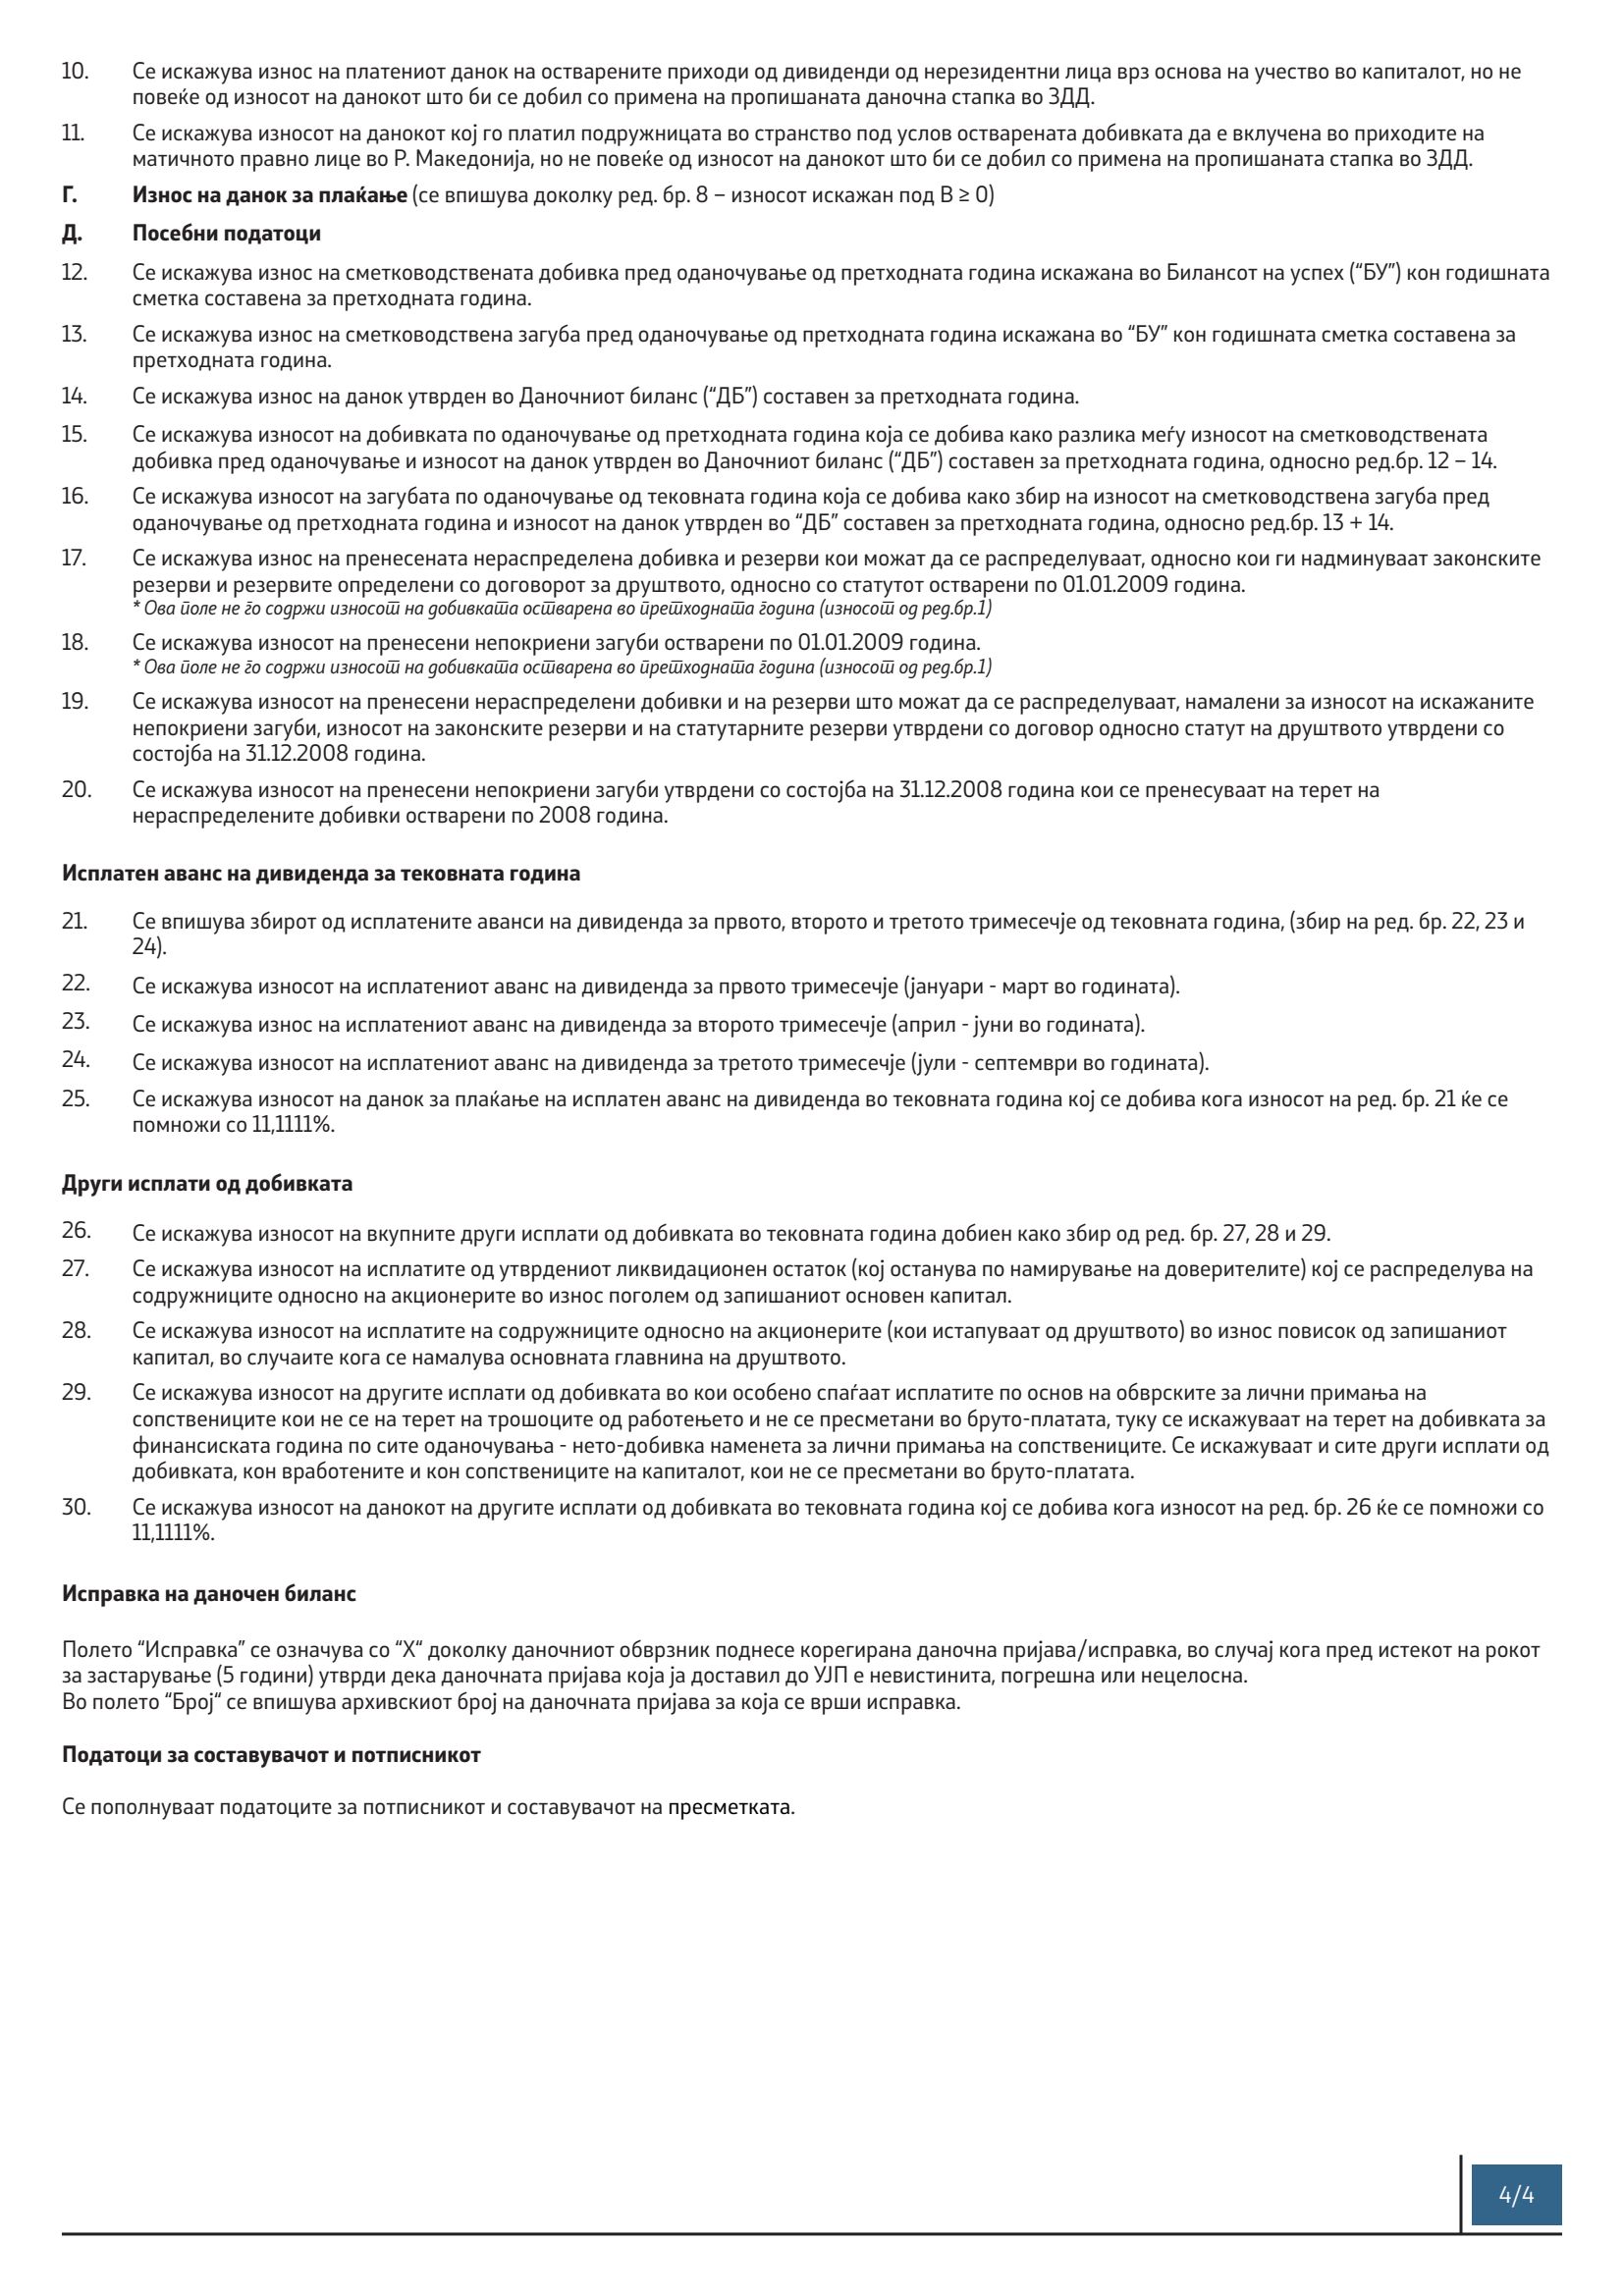 10. Се искажува износ на платениот данок на остварените приходи од дивиденди од нерезидентни лица врз основа на учество во капиталот, но не
повеќе од износот на данокот што би се добил со примена на пропишаната даночна стапка во ЗДД.
11. Се искажува износот на данокот кој го платил подружницата во странство под услов остварената добивката да е вклучена во приходите на
матичното правно лице во Р. Македонија, но не повеќе од износот на данокот што би се добил со примена на пропишаната стапка во ЗДД.
Г. Износ на данок за плаќање (се впишува доколку ред. бр. 8 – износот искажан под В ≥ 0)
Д. Посебни податоци
12. Се искажува износ на сметководствената добивка пред оданочување од претходната година искажана во Билансот на успех (“БУ”) кон годишната
сметка составена за претходната година.
13. Се искажува износ на сметководствена загуба пред оданочување од претходната година искажана во “БУ” кон годишната сметка составена за
претходната година.
14. Се искажува износ на данок утврден во Даночниот биланс (“ДБ”) составен за претходната година.
15. Се искажува износот на добивката по оданочување од претходната година која се добива како разлика меѓу износот на сметководствената
добивка пред оданочување и износот на данок утврден во Даночниот биланс (“ДБ”) составен за претходната година, односно ред.бр. 12 – 14.
16. Се искажува износот на загубата по оданочување од тековната година која се добива како збир на износот на сметководствена загуба пред
оданочување од претходната година и износот на данок утврден во “ДБ” составен за претходната година, односно ред.бр. 13 + 14.
17. Се искажува износ на пренесената нераспределена добивка и резерви кои можат да се распределуваат, односно кои ги надминуваат законските
резерви и резервите определени со договорот за друштвото, односно со статутот остварени по 01.01.2009 година.
* Ова поле не го содржи износот на добивката остварена во претходната година (износот од ред.бр.1)
18. Се искажува износот на пренесени непокриени загуби остварени по 01.01.2009 година.
* Ова поле не го содржи износот на добивката остварена во претходната година (износот од ред.бр.1)
19. Се искажува износот на пренесени нераспределени добивки и на резерви што можат да се распределуваат, намалени за износот на искажаните
непокриени загуби, износот на законските резерви и на статутарните резерви утврдени со договор односно статут на друштвото утврдени со
состојба на 31.12.2008 година.
20. Се искажува износот на пренесени непокриени загуби утврдени со состојба на 31.12.2008 година кои се пренесуваат на терет на
нераспределените добивки остварени по 2008 година.
Исплатен аванс на дивиденда за тековната година
21. Се впишува збирот од исплатените аванси на дивиденда за првото, второто и третото тримесечје од тековната година, (збир на ред. бр. 22, 23 и
24).
22. Се искажува износот на исплатениот аванс на дивиденда за првото тримесечје (јануари - март во годината).
23. Се искажува износ на исплатениот аванс на дивиденда за второто тримесечје (април - јуни во годината).
24. Се искажува износот на исплатениот аванс на дивиденда за третото тримесечје (јули - септември во годината).
25. Се искажува износот на данок за плаќање на исплатен аванс на дивиденда во тековната година кој се добива кога износот на ред. бр. 21 ќе се
помножи со 11,1111%.
Други исплати од добивката
26. Се искажува износот на вкупните други исплати од добивката во тековната година добиен како збир од ред. бр. 27, 28 и 29.
27. Се искажува износот на исплатите од утврдениот ликвидационен остаток (кој останува по намирување на доверителите) кој се распределува на
содружниците односно на акционерите во износ поголем од запишаниот основен капитал.
28. Се искажува износот на исплатите на содружниците односно на акционерите (кои истапуваат од друштвото) во износ повисок од запишаниот
капитал, во случаите кога се намалува основната главнина на друштвото.
29. Се искажува износот на другите исплати од добивката во кои особено спаѓаат исплатите по основ на обврските за лични примања на
сопствениците кои не се на терет на трошоците од работењето и не се пресметани во бруто-платата, туку се искажуваат на терет на добивката за
финансиската година по сите оданочувања - нето-добивка наменета за лични примања на сопствениците. Се искажуваат и сите други исплати од
добивката, кон вработените и кон сопствениците на капиталот, кои не се пресметани во бруто-платата.
30. Се искажува износот на данокот на другите исплати од добивката во тековната година кој се добива кога износот на ред. бр. 26 ќе се помножи со
11,1111%.
Исправка на даночен биланс
Полето “Исправка” се означува со “Х“ доколку даночниот обврзник поднесе корегирана даночна пријава/исправка, во случај кога пред истекот на рокот
за застарување (5 години) утврди дека даночната пријава која ја доставил до УЈП е невистинита, погрешна или нецелосна.
Во полето “Број“ се впишува архивскиот број на даночната пријава за која се врши исправка.
Податоци за составувачот и потписникот
Се пополнуваат податоците за потписникот и составувачот на пресметката.
4/4